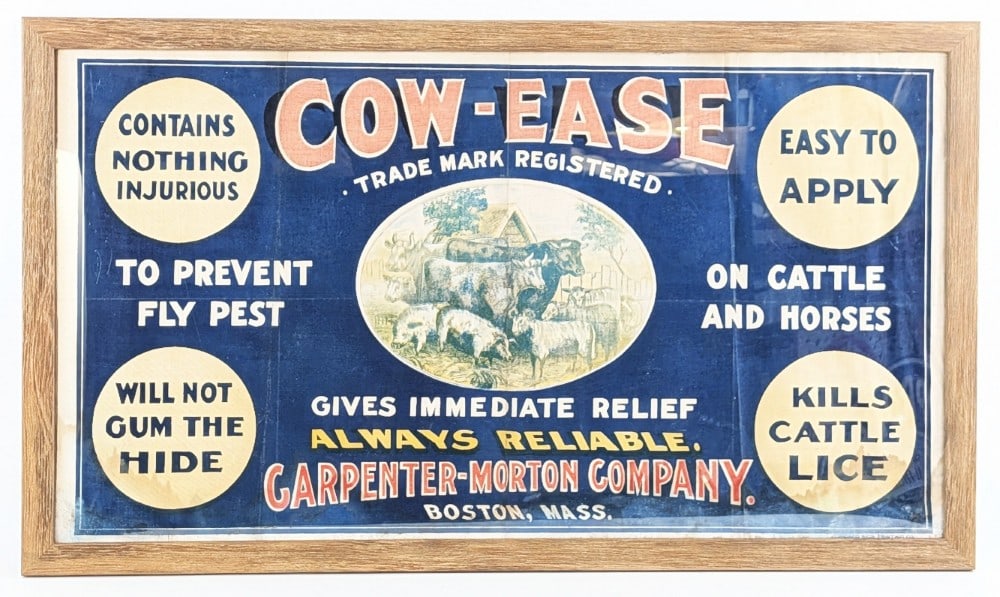 COW-EASE
· TRADE MARK REGISTERED ·
CONTAINS
NOTHING
INJURIOUS
EASY TO
APPLY
TO PREVENT
FLY PEST
ON CATTLE
AND HORSES
WILL NOT
GUM THE
HIDE
KILLS
CATTLE
LICE
GIVES IMMEDIATE RELIEF
ALWAYS RELIABLE.
CARPENTER-MORTON COMPANY.
BOSTON, MASS.